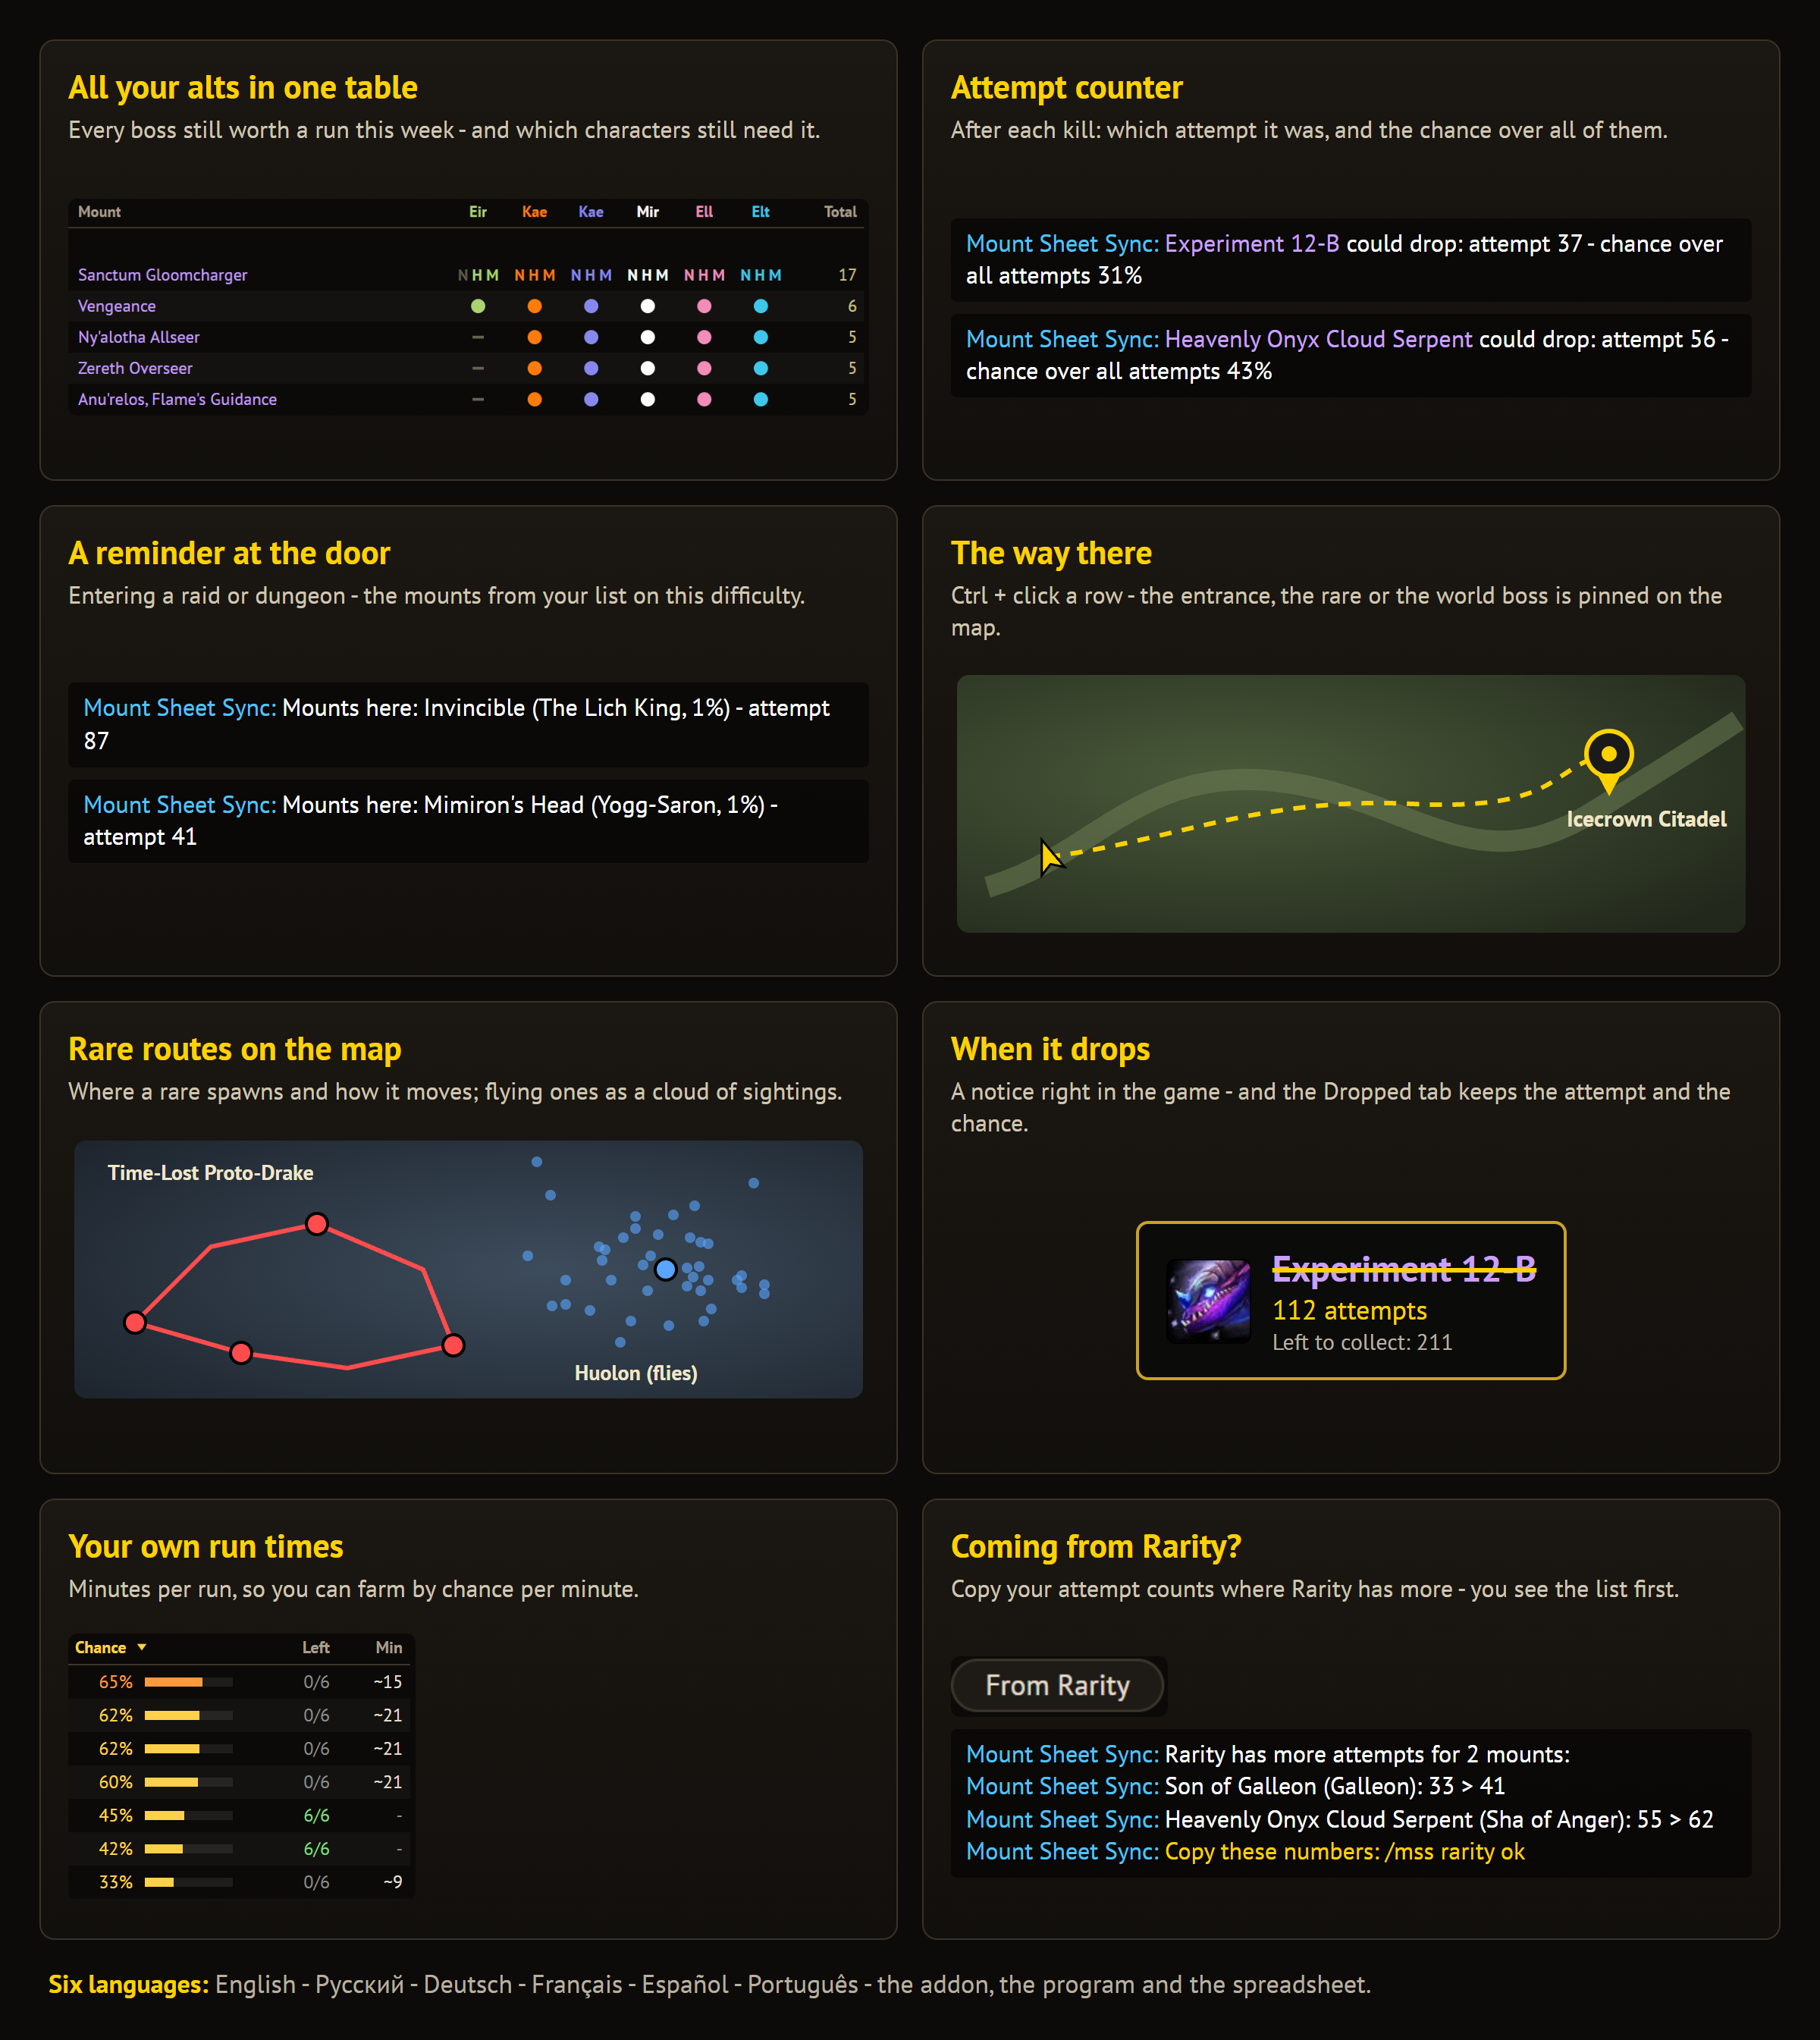 All your alts in one table
Every boss still worth a run this week - and which characters still need it.
Mount Eir Kae Kae Mir Ell Elt Total
Sanctum Gloomcharger N H M N H M N H M N H M N H M N H M 17
Vengeance 6
Ny'alotha Allseer – 5
Zereth Overseer – 5
Anu'relos, Flame's Guidance – 5
Attempt counter
After each kill: which attempt it was, and the chance over all of them.
Mount Sheet Sync: Experiment 12-B could drop: attempt 37 - chance over
all attempts 31%
Mount Sheet Sync: Heavenly Onyx Cloud Serpent could drop: attempt 56 -
chance over all attempts 43%
A reminder at the door
Entering a raid or dungeon - the mounts from your list on this difficulty.
Mount Sheet Sync: Mounts here: Invincible (The Lich King, 1%) - attempt
87
Mount Sheet Sync: Mounts here: Mimiron's Head (Yogg-Saron, 1%) -
attempt 41
The way there
Ctrl + click a row - the entrance, the rare or the world boss is pinned on the
map.
Icecrown Citadel
Rare routes on the map
Where a rare spawns and how it moves; flying ones as a cloud of sightings.
Time-Lost Proto-Drake
Huolon (flies)
When it drops
A notice right in the game - and the Dropped tab keeps the attempt and the
chance.
Experiment 12-B
112 attempts
Left to collect: 211
Your own run times
Minutes per run, so you can farm by chance per minute.
Chance Left Min
65% 0/6 ~15
62% 0/6 ~21
62% 0/6 ~21
60% 0/6 ~21
45% 6/6 -
42% 6/6 -
33% 0/6 ~9
Coming from Rarity?
Copy your attempt counts where Rarity has more - you see the list first.
From Rarity
Mount Sheet Sync: Rarity has more attempts for 2 mounts:
Mount Sheet Sync: Son of Galleon (Galleon): 33 > 41
Mount Sheet Sync: Heavenly Onyx Cloud Serpent (Sha of Anger): 55 > 62
Mount Sheet Sync: Copy these numbers: /mss rarity ok
Six languages: English - Русский - Deutsch - Français - Español - Português - the addon, the program and the spreadsheet.